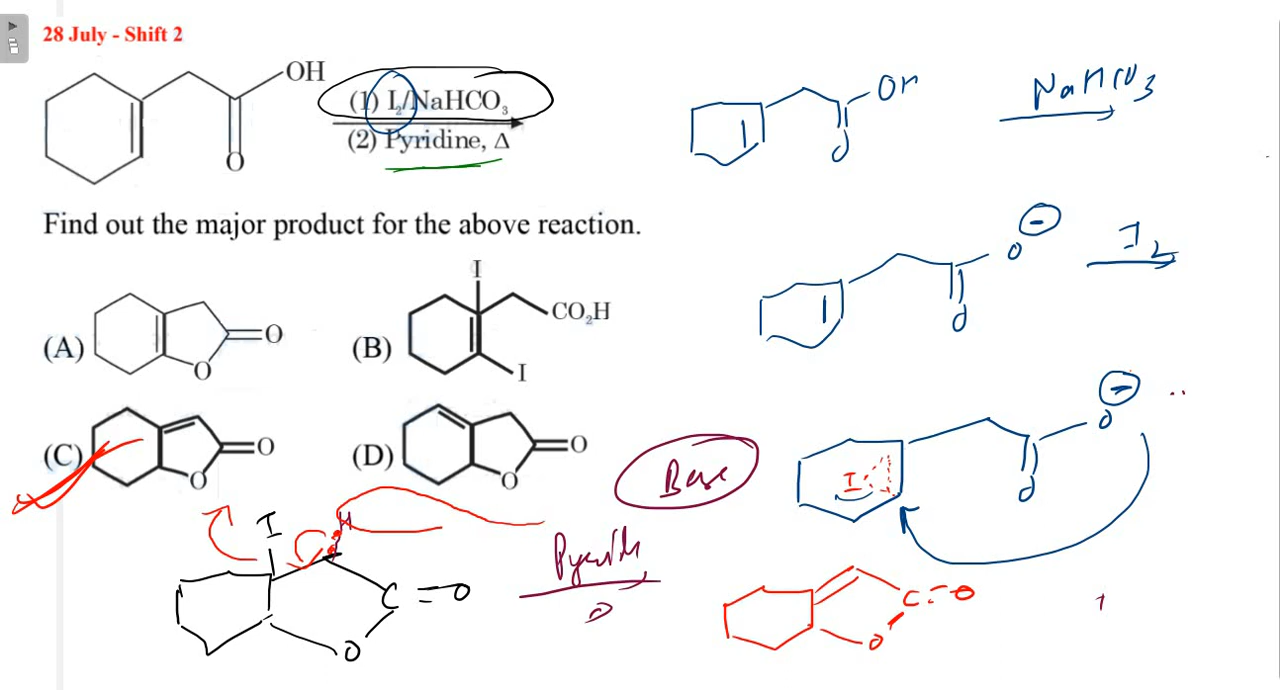 28 July - Shift 2
OH
O
(1) I₂/NaHCO₃
(2) Pyridine, Δ
OH
O
NaHCO3
Find out the major product for the above reaction.
O
O
I2
(A)
O
O
(B)
I
CO₂H
I
(C)
O
O
(D)
O
O
Base
I
O
O
I
H
C=O
O
C=O
O